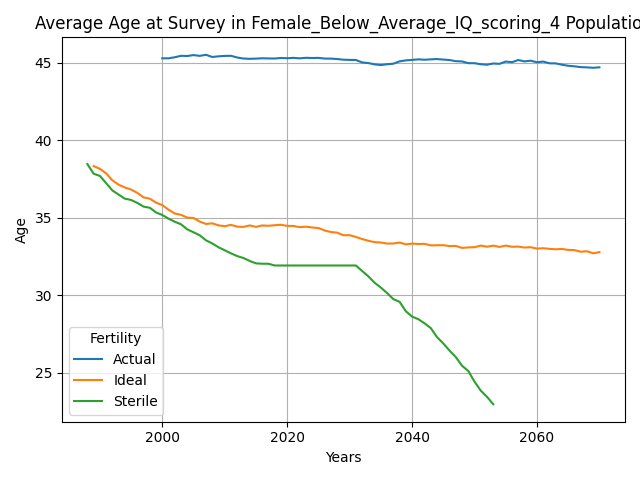 Average Age at Survey in Female_Below_Average_IQ_scoring_4 Populatio
Age
45
40
35
30
25
Fertility
Actual
Ideal
Sterile
2000 2020 2040 2060
Years